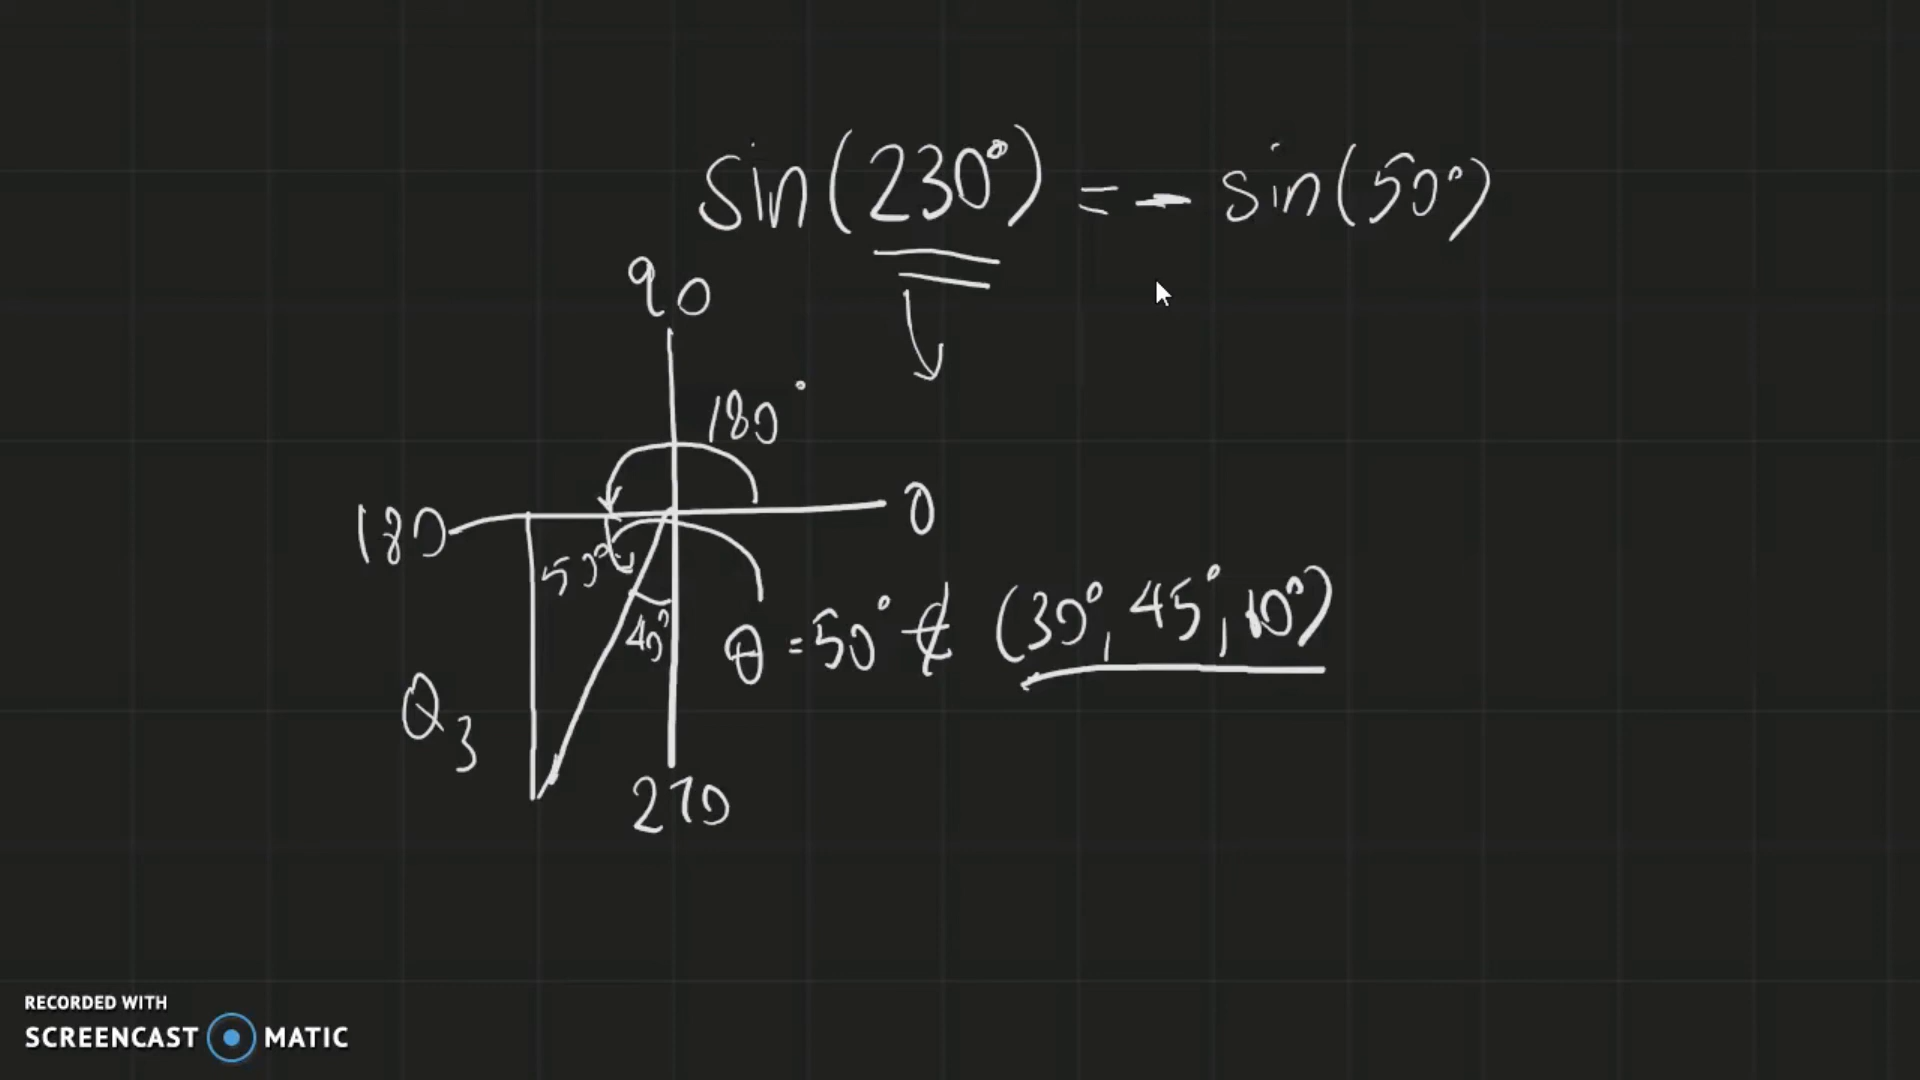 sin(230°) = - sin(50°)
90
180°
180
0
50°
40°
θ = 50° ∉ (30°, 45°, 10°)
Q3
270
RECORDED WITH
SCREENCAST MATIC